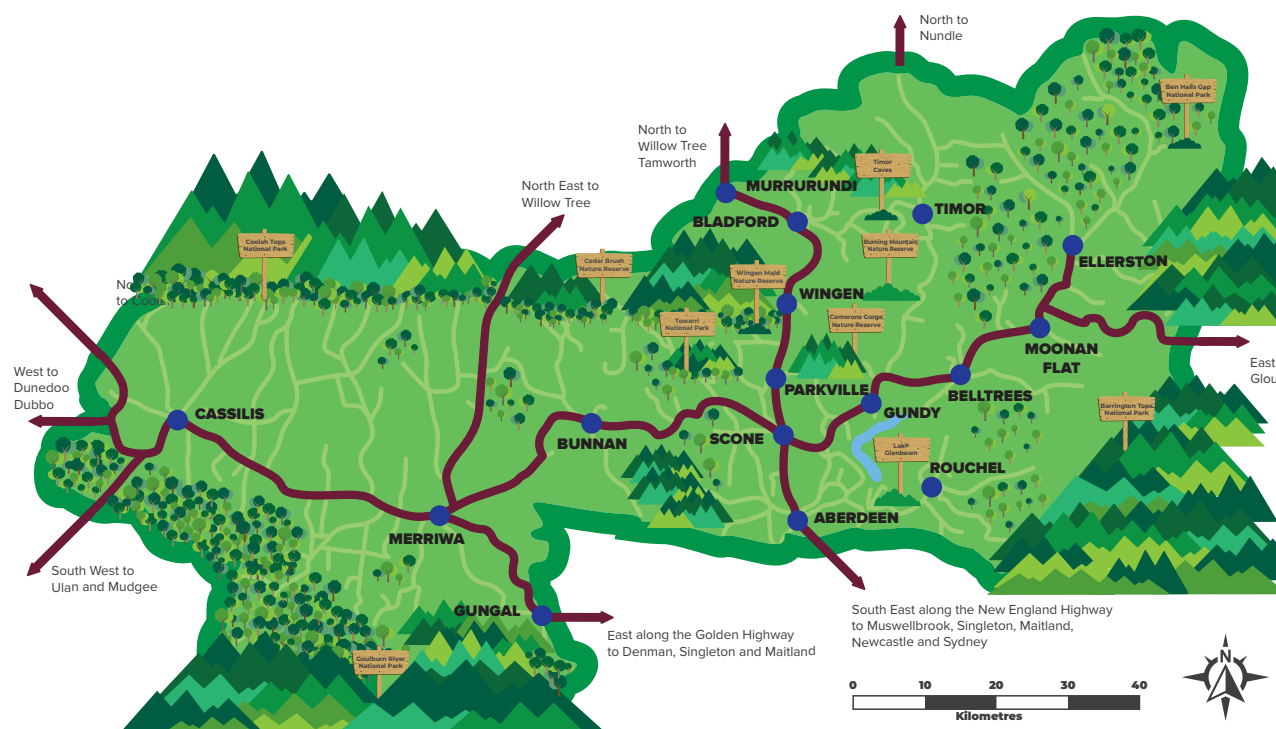 North to
Nundle
Ben Halls Gap
National Park
North to
Willow Tree
Tamworth
Timor
Caves
MURRURUNDI
North East to
Willow Tree
BLADFORD
TIMOR
Coolah Tops
National Park
Burning Mountain
Nature Reserve
ELLERSTON
Cedar Brush
Nature Reserve
Wingen Maid
Nature Reserve
No
to Coo
WINGEN
Towarri
National Park
Camerons Gorge
Nature Reserve
MOONAN
FLAT
East
Glou
West to
Dunedoo
Dubbo
PARKVILLE
BELLTREES
Barrington Tops
National Park
CASSILIS
GUNDY
BUNNAN
SCONE
Lake
Glenbawn
ROUCHEL
ABERDEEN
MERRIWA
South West to
Ulan and Mudgee
GUNGAL
East along the Golden Highway
to Denman, Singleton and Maitland
South East along the New England Highway
to Muswellbrook, Singleton, Maitland,
Newcastle and Sydney
Goulburn River
National Park
N
0 10 20 30 40
Kilometres